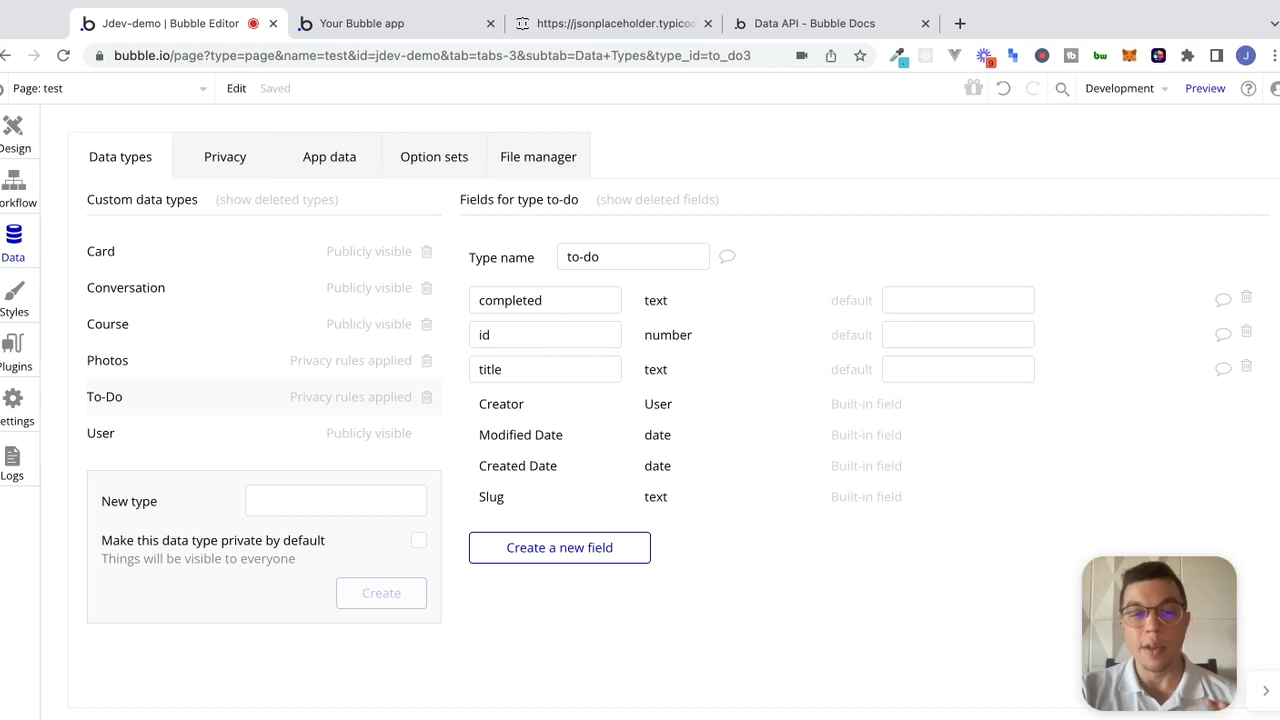 Jdev-demo | Bubble Editor
Your Bubble app
https://jsonplaceholder.typicod
Data API - Bubble Docs
bubble.io/page?type=page&name=test&id=jdev-demo&tab=tabs-3&subtab=Data+Types&type_id=to_do3
9
bw
J
Page: test
Edit
Saved
Development
Preview
Design
orkflow
Data
Styles
Plugins
ettings
Logs
Data types
Privacy
App data
Option sets
File manager
Custom data types (show deleted types)
Card Publicly visible
Conversation Publicly visible
Course Publicly visible
Photos Privacy rules applied
To-Do Privacy rules applied
User Publicly visible
New type
Make this data type private by default
Things will be visible to everyone
Create
Fields for type to-do (show deleted fields)
Type name to-do
completed text default
id number default
title text default
Creator User Built-in field
Modified Date date Built-in field
Created Date date Built-in field
Slug text Built-in field
Create a new field